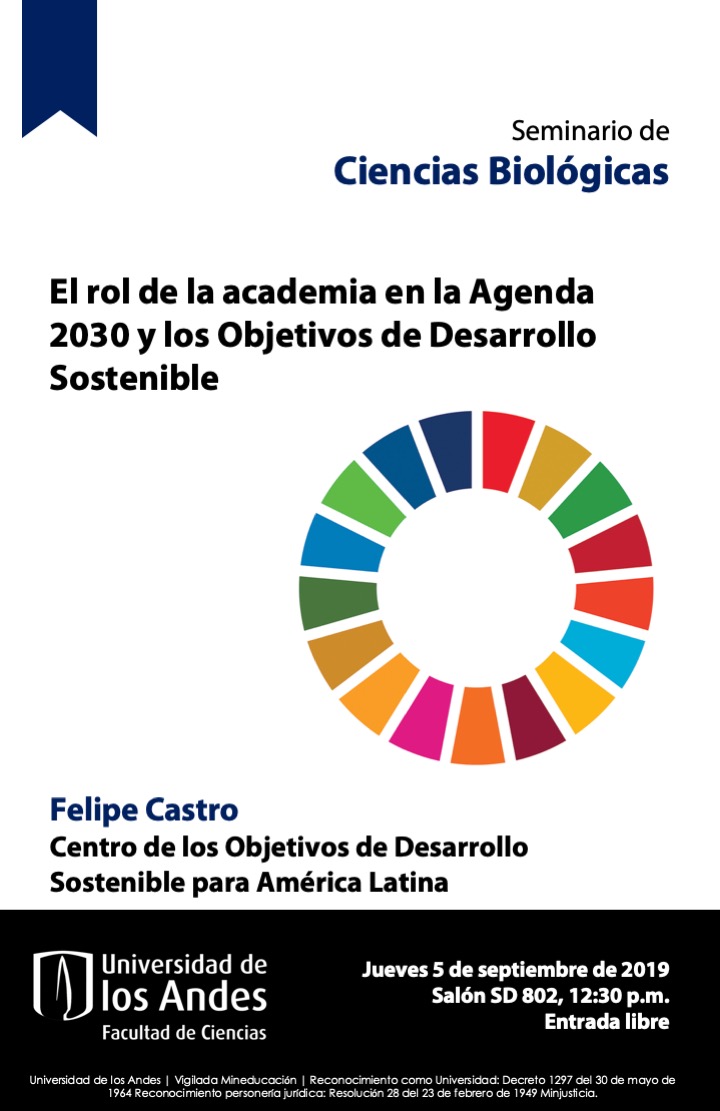 Seminario de
Ciencias Biológicas
El rol de la academia en la Agenda
2030 y los Objetivos de Desarrollo
Sostenible
Felipe Castro
Centro de los Objetivos de Desarrollo
Sostenible para América Latina
Universidad de
los Andes
Facultad de Ciencias
Jueves 5 de septiembre de 2019
Salón SD 802, 12:30 p.m.
Entrada libre
Universidad de los Andes | Vigilada Mineducación | Reconocimiento como Universidad: Decreto 1297 del 30 de mayo de
1964 Reconocimiento personería jurídica: Resolución 28 del 23 de febrero de 1949 Minjusticia.